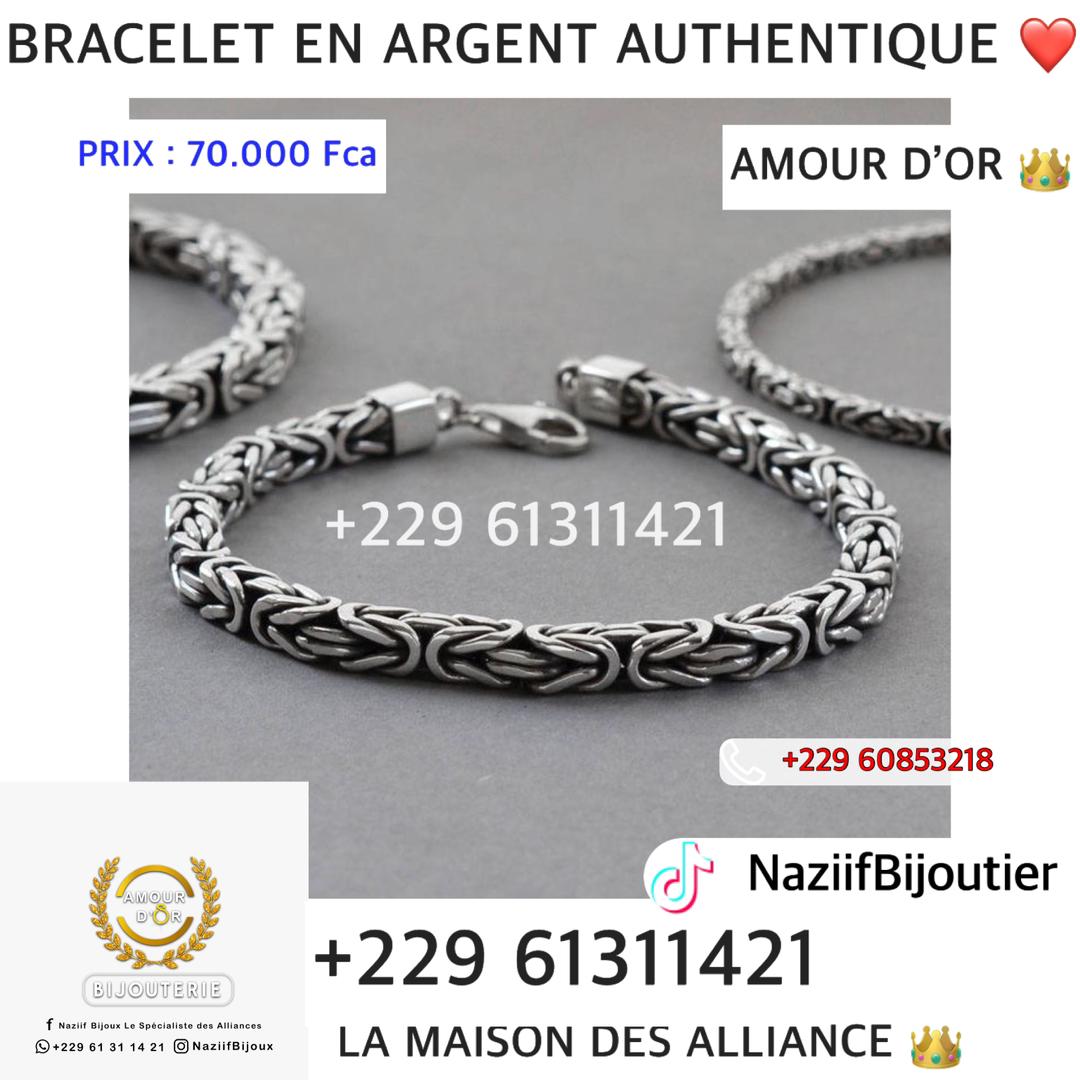 BRACELET EN ARGENT AUTHENTIQUE ❤️
PRIX : 70.000 Fca
AMOUR D’OR 👑
+229 61311421
+229 60853218
NaziifBijoutier
+229 61311421
LA MAISON DES ALLIANCE 👑
AMOUR
D'OR
BIJOUTERIE
Naziif Bijoux Le Spécialiste des Alliances
+229 61 31 14 21 NaziifBijoux